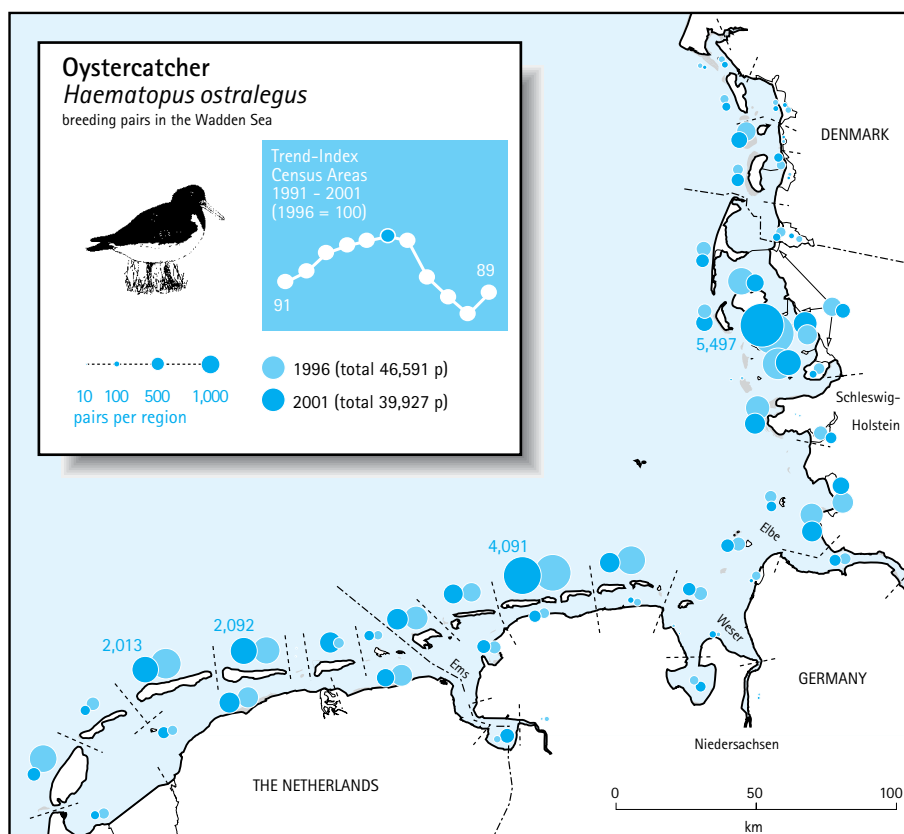 Oystercatcher
Haematopus ostralegus
breeding pairs in the Wadden Sea
Trend-Index
Census Areas
1991 - 2001
(1996 = 100)
91
89
10 100 500 1,000
pairs per region
1996 (total 46,591 p)
2001 (total 39,927 p)
DENMARK
5,497
Schleswig-
Holstein
Elbe
4,091
Weser
2,092
2,013
Ems
GERMANY
Niedersachsen
THE NETHERLANDS
0 50 100
km